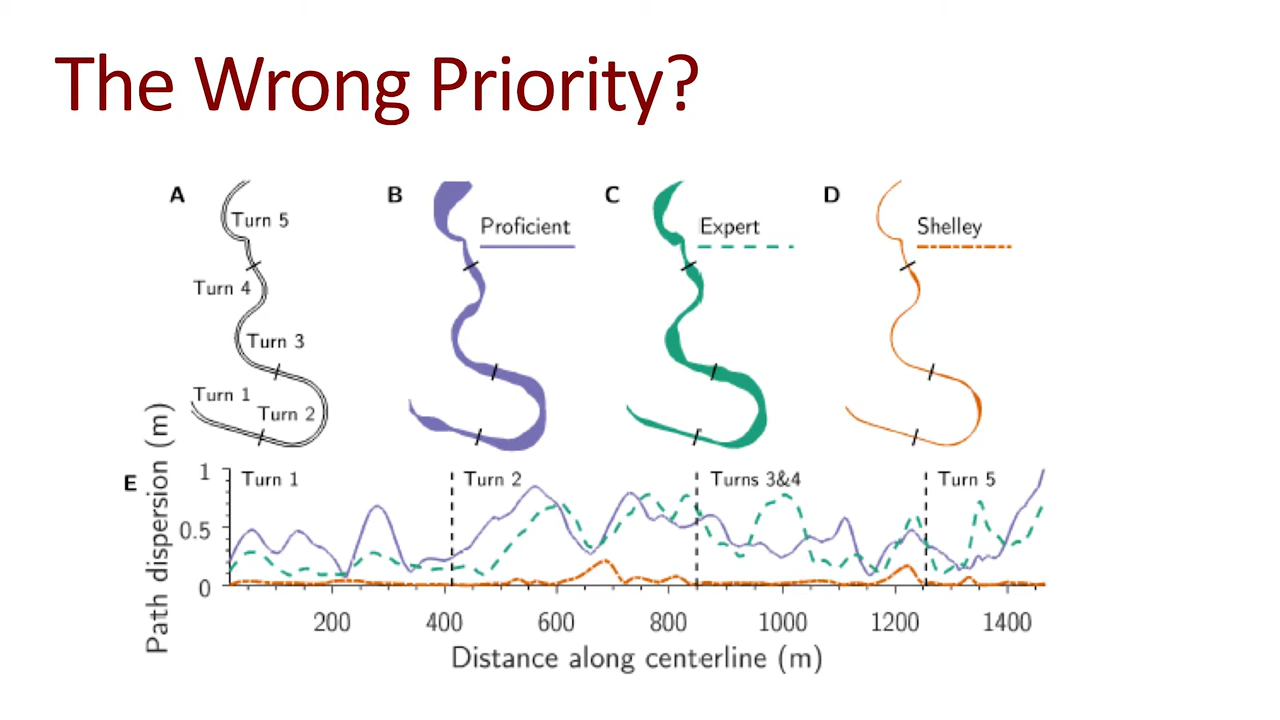 The Wrong Priority?
A
Turn 5
Turn 4
Turn 3
Turn 1
Turn 2
B
Proficient
C
Expert
D
Shelley
E
Path dispersion (m)
1
0.5
0
Turn 1
Turn 2
Turns 3&4
Turn 5
200 400 600 800 1000 1200 1400
Distance along centerline (m)